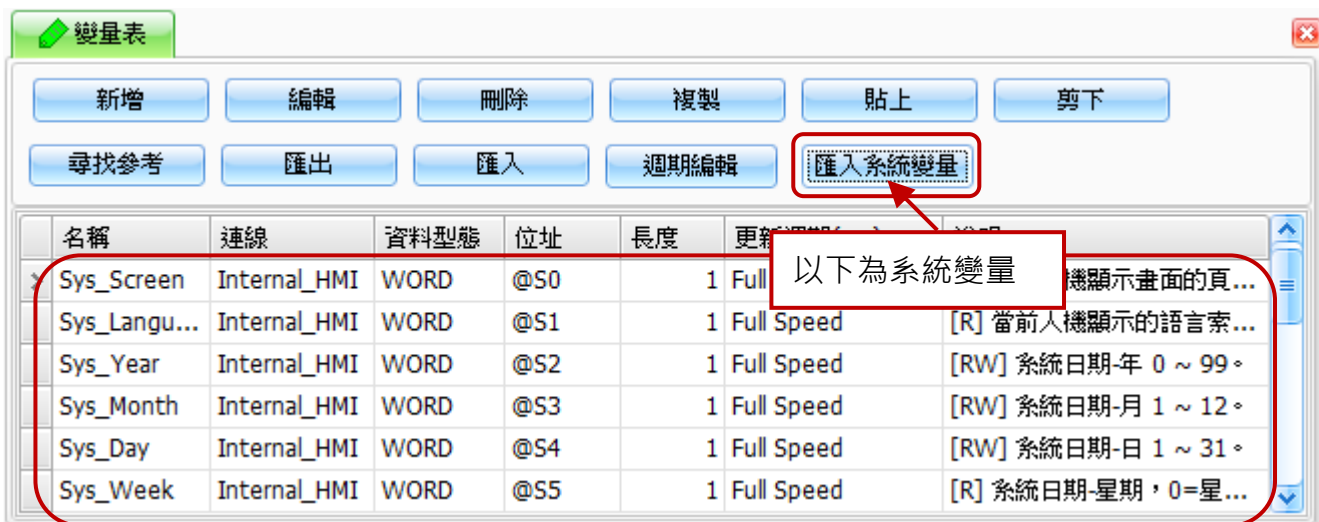 變量表
新增 編輯 刪除 複製 貼上 剪下
尋找參考 匯出 匯入 週期編輯 匯入系統變量
名稱 連線 資料型態 位址 長度
以下為系統變量
Sys_Screen Internal_HMI WORD @S0 1 Full 機顯示畫面的頁...
Sys_Langu... Internal_HMI WORD @S1 1 Full Speed [R] 當前人機顯示的語言索...
Sys_Year Internal_HMI WORD @S2 1 Full Speed [RW] 系統日期-年 0 ~ 99。
Sys_Month Internal_HMI WORD @S3 1 Full Speed [RW] 系統日期-月 1 ~ 12。
Sys_Day Internal_HMI WORD @S4 1 Full Speed [RW] 系統日期-日 1 ~ 31。
Sys_Week Internal_HMI WORD @S5 1 Full Speed [R] 系統日期-星期，0=星...